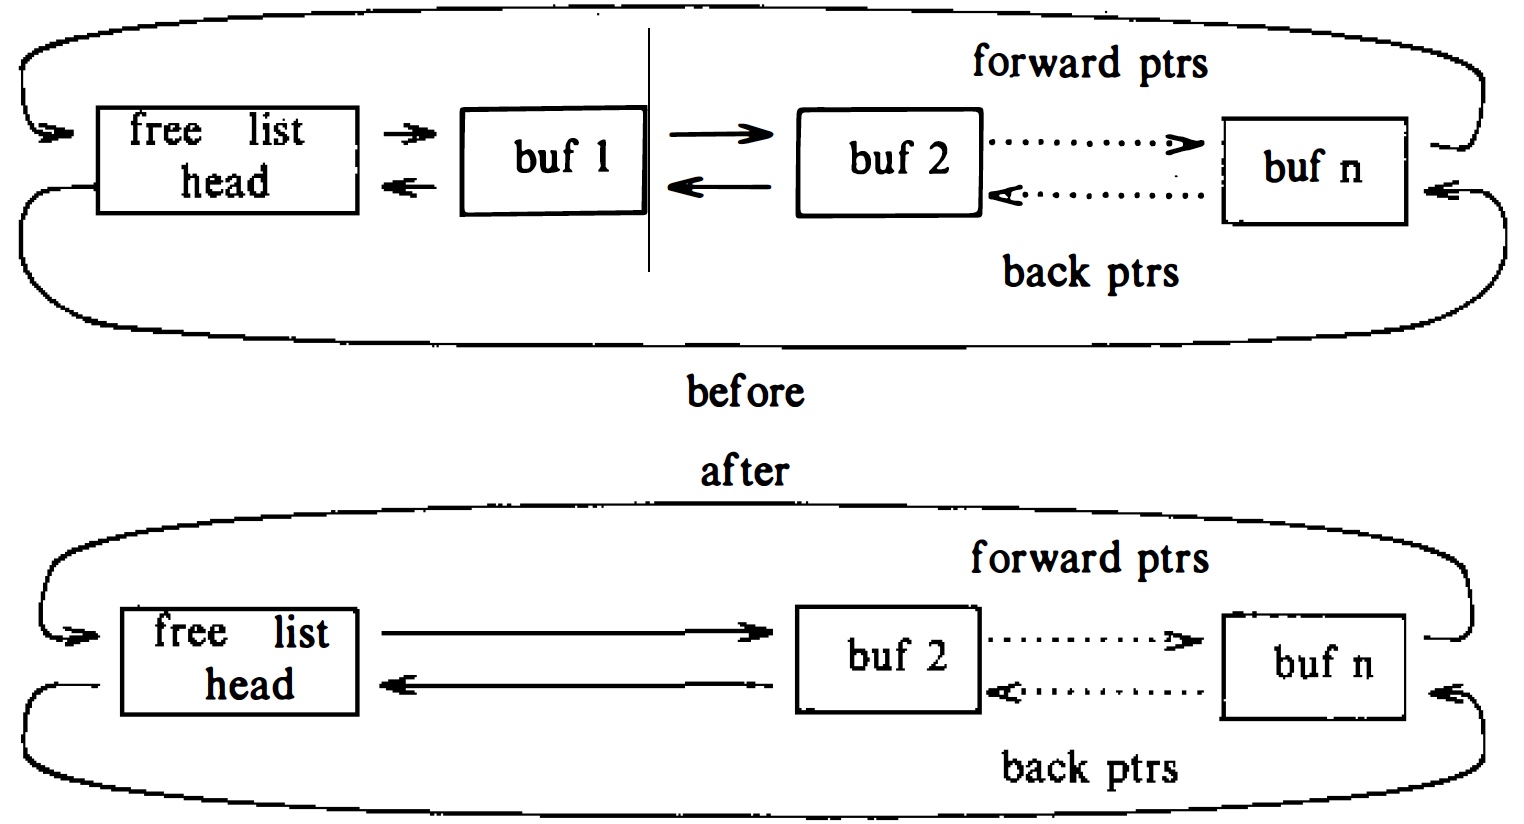 forward ptrs
free list
head
buf 1
buf 2
buf n
back ptrs
before
after
forward ptrs
free list
head
buf 2
buf n
back ptrs